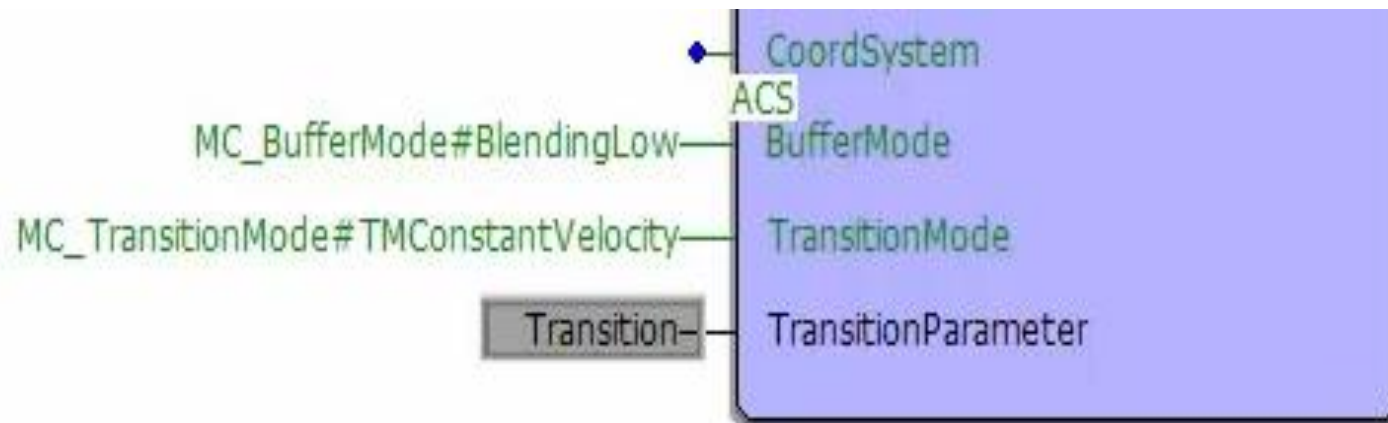 CoordSystem
ACS
MC_BufferMode#BlendingLow BufferMode
MC_TransitionMode#TMConstantVelocity TransitionMode
Transition TransitionParameter